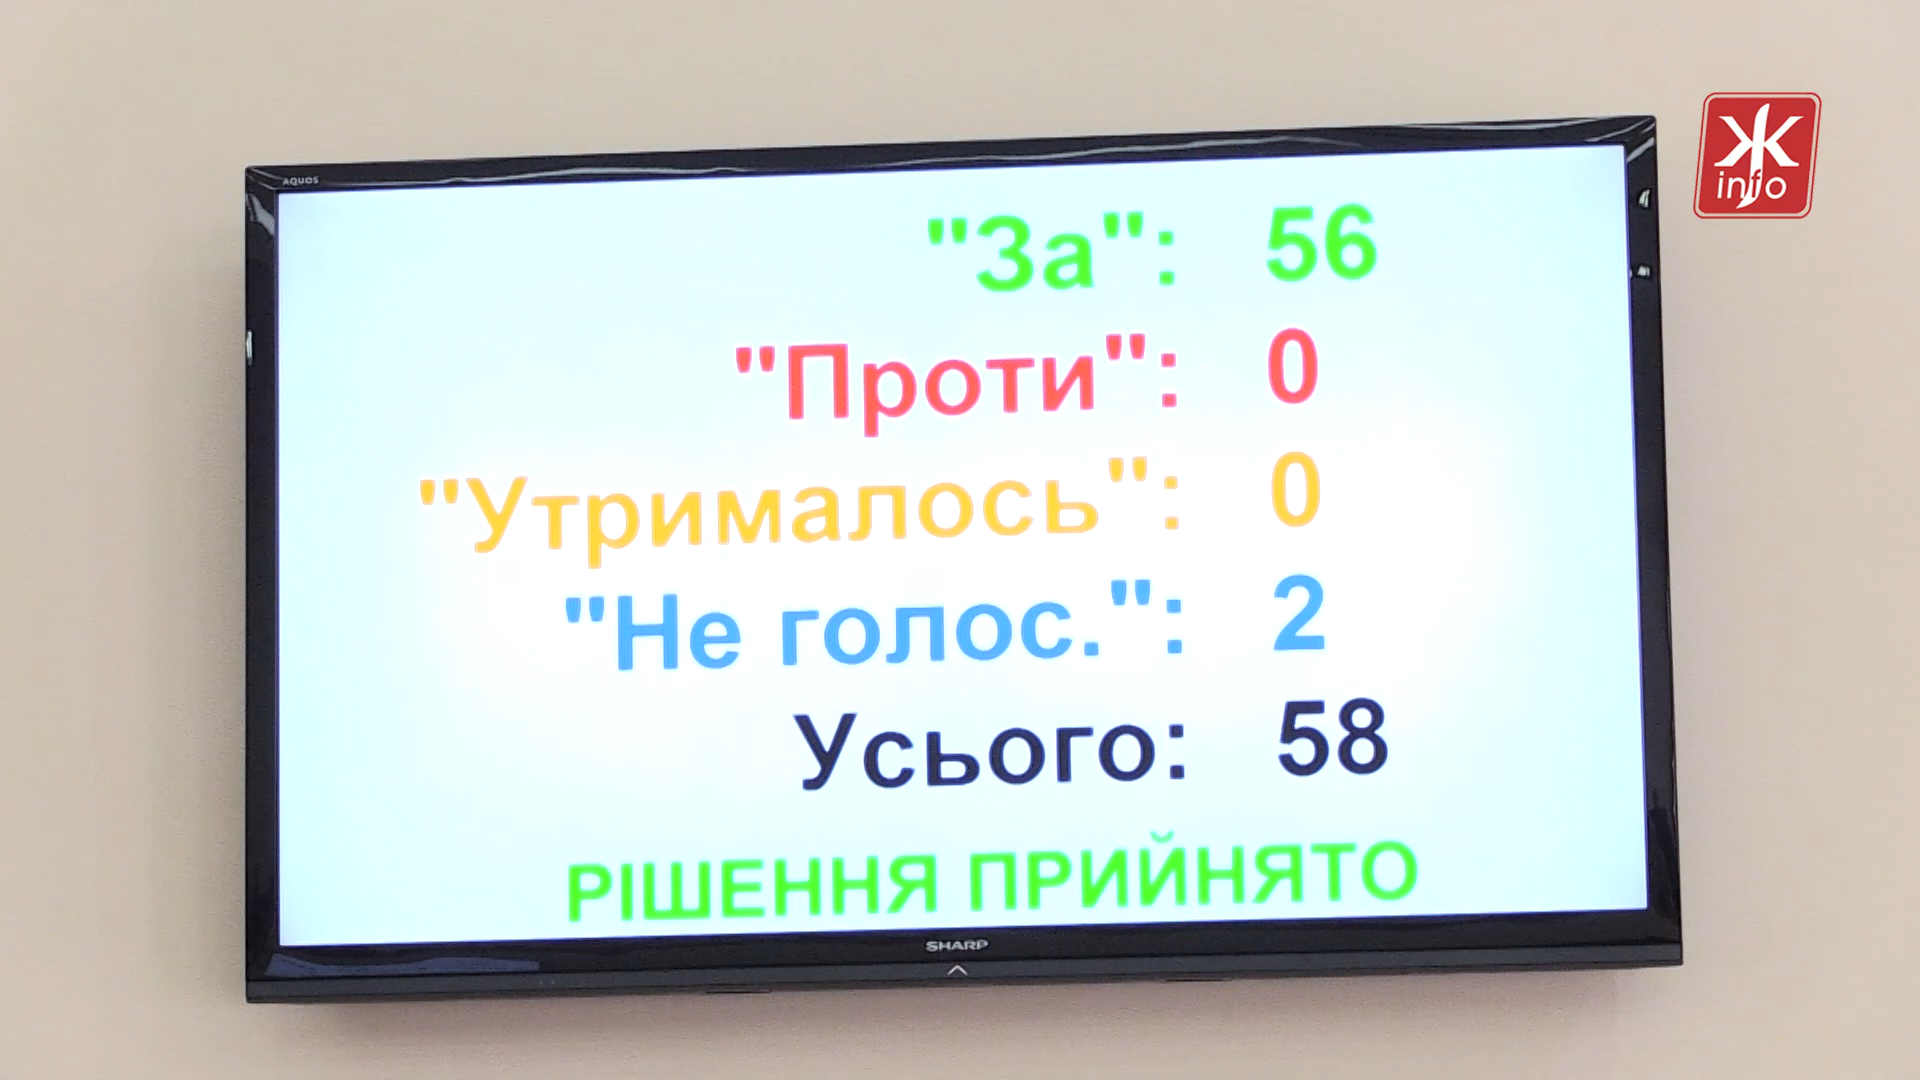 AQUOS
Ж info
"За": 56
"Проти": 0
"Утрималось": 0
"Не голос.": 2
Усього: 58
РІШЕННЯ ПРИЙНЯТО
SHARP